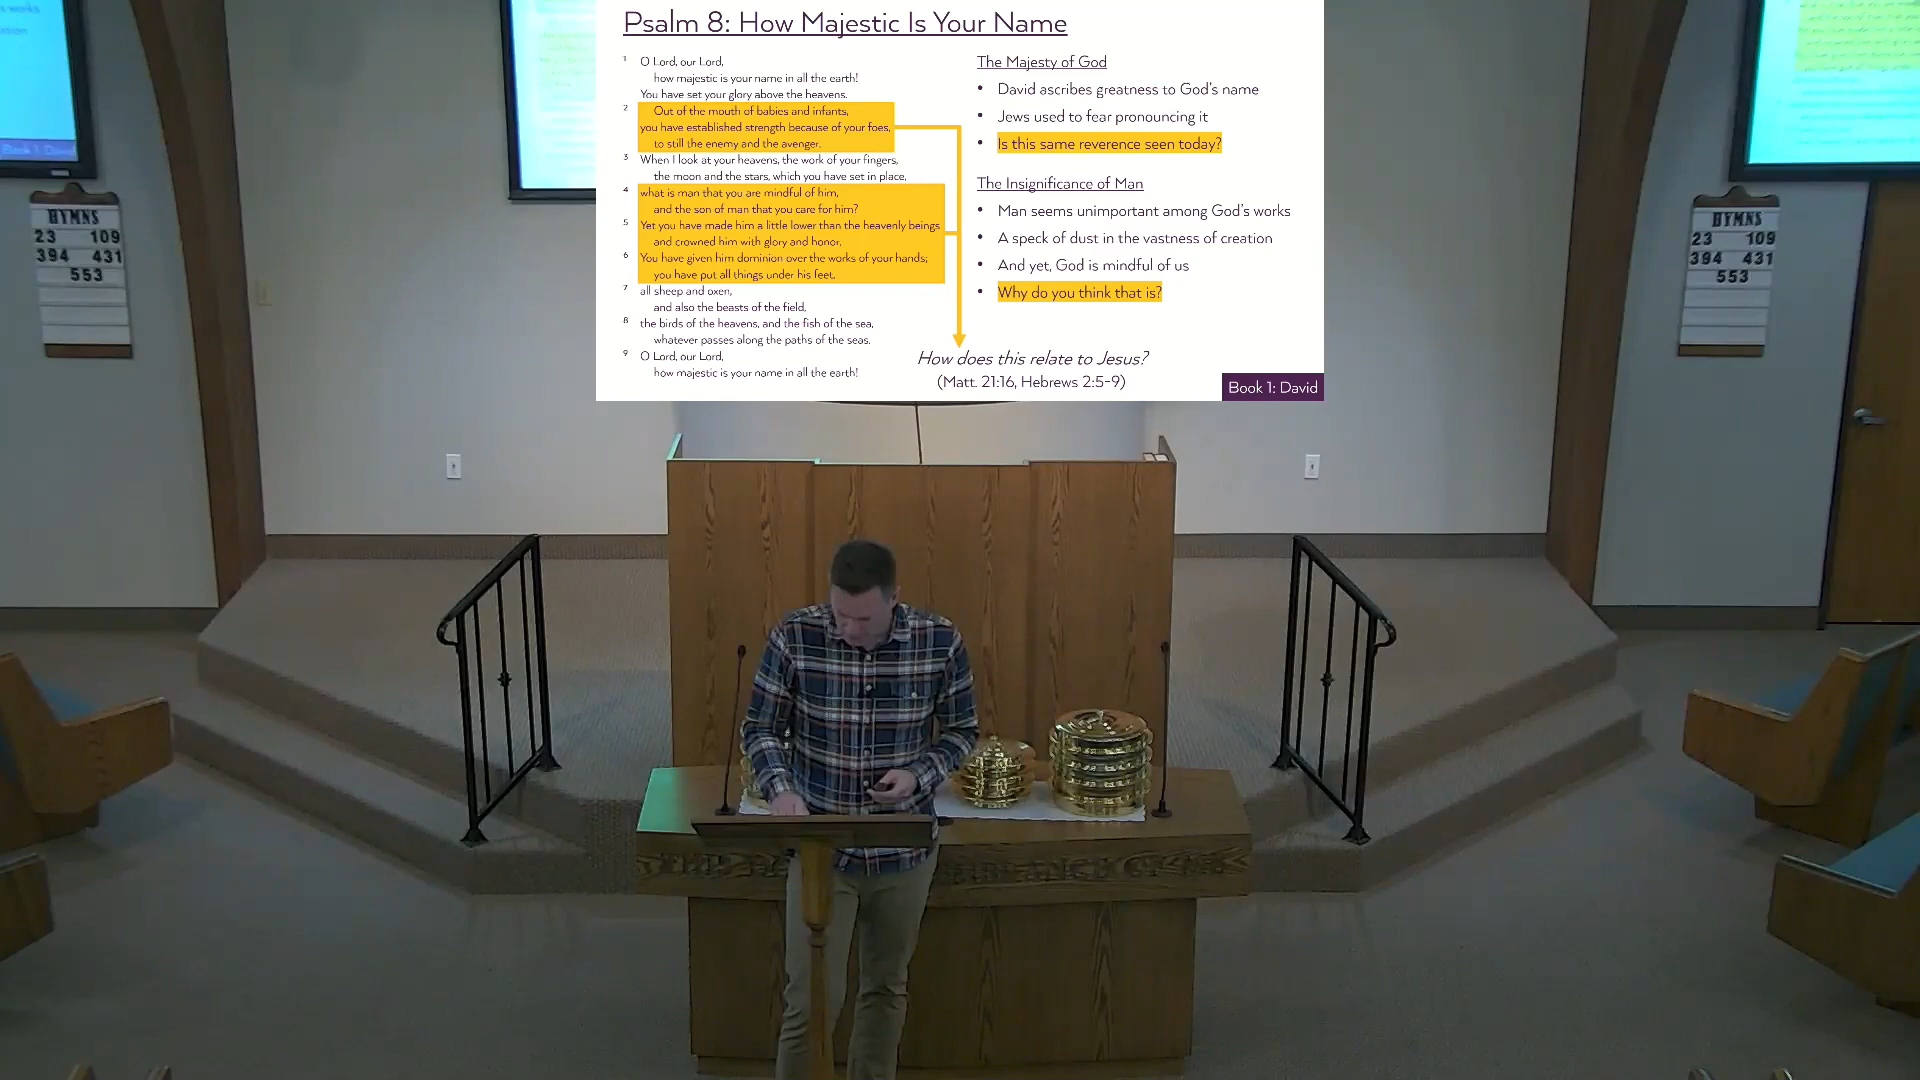 Psalm 8: How Majestic Is Your Name
1 O Lord, our Lord,
how majestic is your name in all the earth!
You have set your glory above the heavens.
2 Out of the mouth of babies and infants,
you have established strength because of your foes,
to still the enemy and the avenger.
3 When I look at your heavens, the work of your fingers,
the moon and the stars, which you have set in place,
4 what is man that you are mindful of him,
and the son of man that you care for him?
5 Yet you have made him a little lower than the heavenly beings
and crowned him with glory and honor.
6 You have given him dominion over the works of your hands;
you have put all things under his feet,
7 all sheep and oxen,
and also the beasts of the field,
8 the birds of the heavens, and the fish of the sea,
whatever passes along the paths of the seas.
9 O Lord, our Lord,
how majestic is your name in all the earth!
The Majesty of God
• David ascribes greatness to God's name
• Jews used to fear pronouncing it
• Is this same reverence seen today?
The Insignificance of Man
• Man seems unimportant among God's works
• A speck of dust in the vastness of creation
• And yet, God is mindful of us
• Why do you think that is?
How does this relate to Jesus?
(Matt. 21:16, Hebrews 2:5-9)
Book 1: David
works
Book 1: David
HYMNS
23 109
394 431
553
HYMNS
23 109
394 431
553